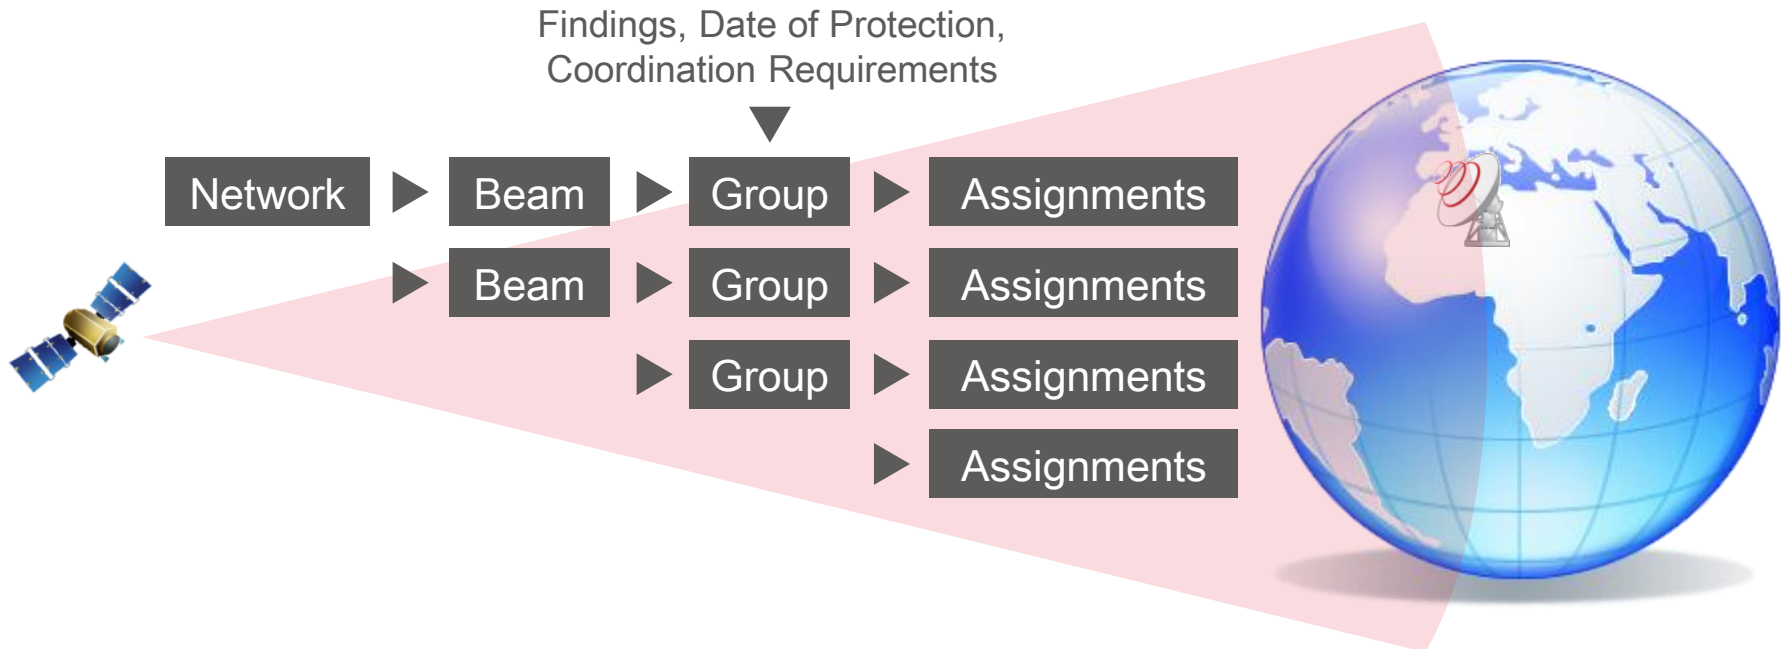 Findings, Date of Protection,
Coordination Requirements
Network Beam Group Assignments
Beam Group Assignments
Group Assignments
Assignments